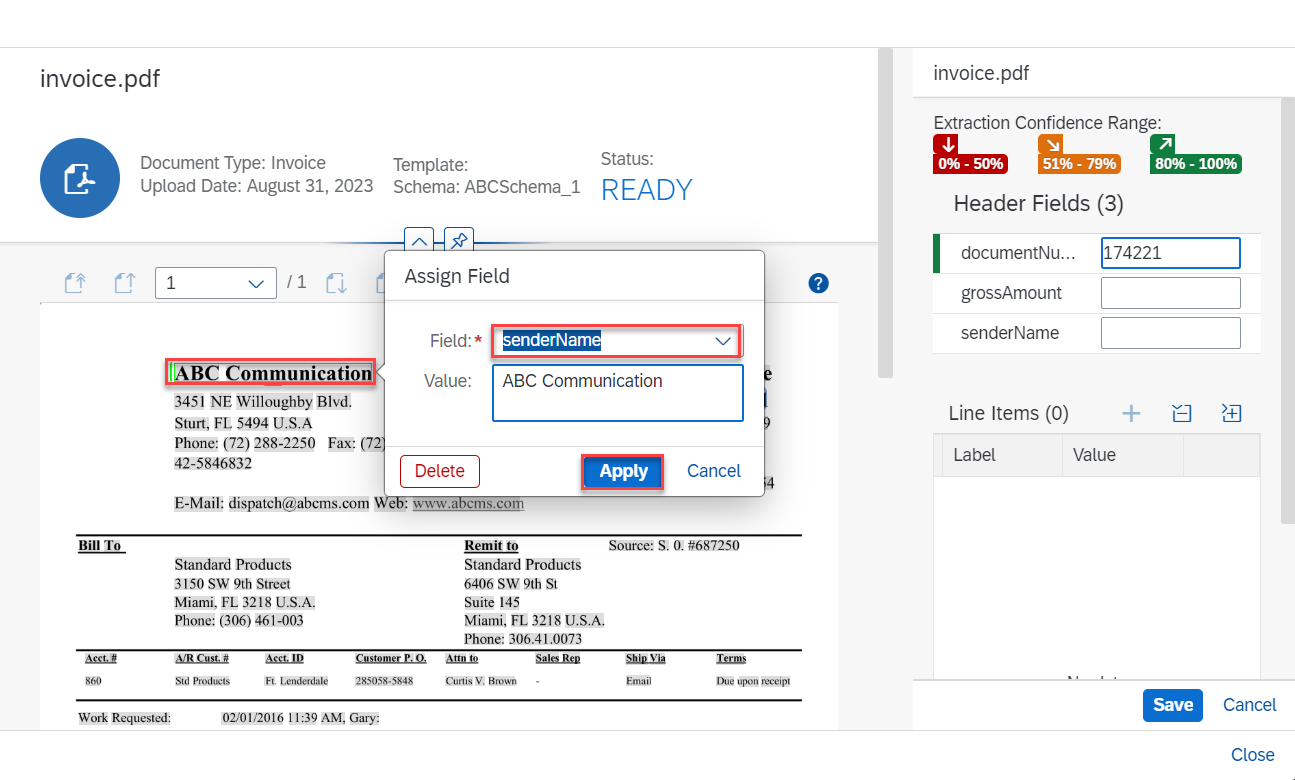 invoice.pdf
Document Type: Invoice
Upload Date: August 31, 2023
Template:
Schema: ABCSchema_1
Status:
READY
1
/ 1
?
Assign Field
Field:*
senderName
Value:
ABC Communication
Delete
Apply
Cancel
ABC Communication
3451 NE Willoughby Blvd.
Sturt, FL 5494 U.S.A
Phone: (72) 288-2250 Fax: (72)
42-5846832
E-Mail: dispatch@abcms.com Web: www.abcms.com
Bill To
Standard Products
3150 SW 9th Street
Miami, FL 3218 U.S.A.
Phone: (306) 461-003
Remit to
Standard Products
6406 SW 9th St
Suite 145
Miami, FL 3218 U.S.A.
Phone: 306.41.0073
Source: S. 0. #687250
Acct. # A/R Cust. # Acct. ID Customer P. O. Attn to Sales Rep Ship Via Terms
860 Std Products Ft. Lenderdale 285058-5848 Curtis V. Brown - Email Due upon receipt
Work Requested: 02/01/2016 11:39 AM, Gary:
invoice.pdf
Extraction Confidence Range:
0% - 50%
51% - 79%
80% - 100%
Header Fields (3)
documentNu... 174221
grossAmount
senderName
Line Items (0)
Label Value
Save
Cancel
Close